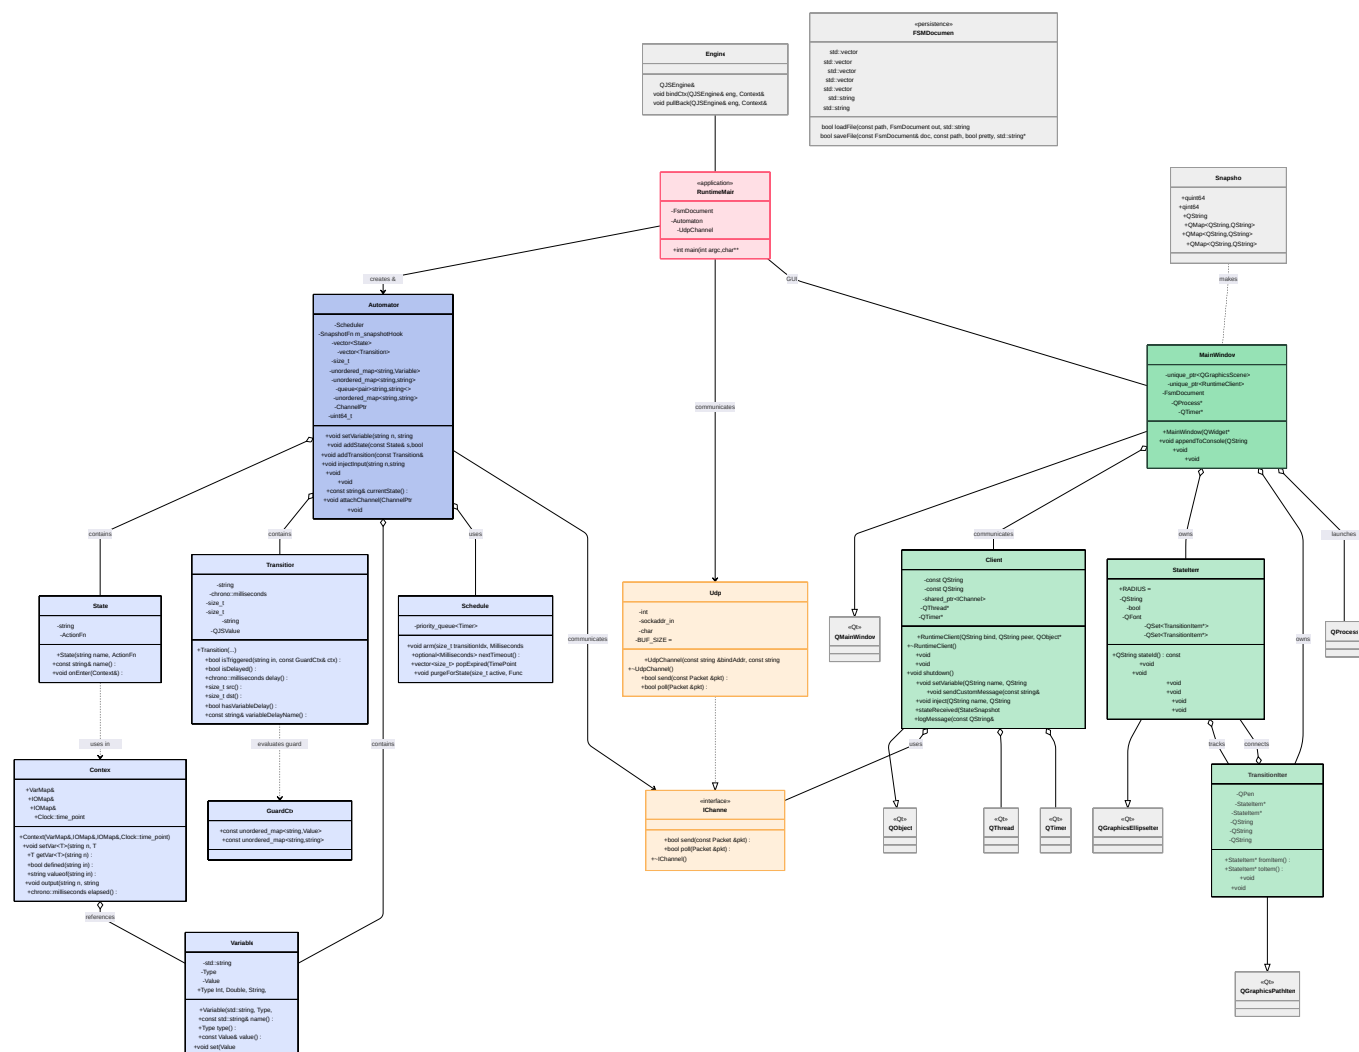 «persistence»
FSMDocumen
std::vector
std::vector
std::vector
std::vector
std::vector
std::string
std::string
bool loadFile(const path, FsmDocument out, std::string
bool saveFile(const FsmDocument& doc, const path, bool pretty, std::string*
Engine
QJSEngine&
void bindCtx(QJSEngine& eng, Context&
void pullBack(QJSEngine& eng, Context&
«application»
RuntimeMair
-FsmDocument
-Automaton
-UdpChannel
+int main(int argc,char**
Snapsho
+quint64
+qint64
+QString
+QMap<QString,QString>
+QMap<QString,QString>
+QMap<QString,QString>
creates &
GUI
makes
Automator
-Scheduler
-SnapshotFn m_snapshotHook
-vector<State>
-vector<Transition>
-size_t
-unordered_map<string,Variable>
-unordered_map<string,string>
-queue<pair>string,string<>
-unordered_map<string,string>
-ChannelPtr
-uint64_t
+void setVariable(string n, string
+void addState(const State& s,bool
+void addTransition(const Transition&
+void injectInput(string n,string
+void
+void
+const string& currentState() :
+void attachChannel(ChannelPtr
+void
communicates
MainWindov
-unique_ptr<QGraphicsScene>
-unique_ptr<RuntimeClient>
-FsmDocument
-QProcess*
-QTimer*
+MainWindow(QWidget*
+void appendToConsole(QString
+void
+void
contains
contains
uses
communicates
owns
launches
State
-string
-ActionFn
+State(string name, ActionFn
+const string& name() :
+void onEnter(Context&) :
Transitior
-string
-chrono::milliseconds
-size_t
-size_t
-string
-QJSValue
+Transition(...)
+bool isTriggered(string in, const GuardCtx& ctx) :
+bool isDelayed() :
+chrono::milliseconds delay() :
+size_t src() :
+size_t dst() :
+bool hasVariableDelay() :
+const string& variableDelayName() :
Schedule
-priority_queue<Timer>
+void arm(size_t transitionIdx, Milliseconds
+optional<Milliseconds> nextTimeout() :
+vector<size_t> popExpired(TimePoint
+void purgeForState(size_t active, Func
communicates
Udp
-int
-sockaddr_in
-char
-BUF_SIZE =
+UdpChannel(const string &bindAddr, const string
+~UdpChannel()
+bool send(const Packet &pkt) :
+bool poll(Packet &pkt) :
«Qt»
QMainWindow
Client
-const QString
-const QString
-shared_ptr<IChannel>
-QThread*
-QTimer*
+RuntimeClient(QString bind, QString peer, QObject*
+~RuntimeClient()
+void
+void
+void shutdown()
+void setVariable(QString name, QString
+void sendCustomMessage(const string&
+void inject(QString name, QString
+stateReceived(StateSnapshot
+logMessage(const QString&
StateItem
+RADIUS =
-QString
-bool
-QFont
-QSet<TransitionItem*>
-QSet<TransitionItem*>
+QString stateId() : const
+void
+void
+void
+void
+void
+void
owns
QProcess
uses in
evaluates guard
contains
uses
tracks
connects
Contex
+VarMap&
+IOMap&
+IOMap&
+Clock::time_point
+Context(VarMap&,IOMap&,IOMap&,Clock::time_point)
+void setVar<T>(string n, T
+T getVar<T>(string n) :
+bool defined(string in) :
+string valueof(string in) :
+void output(string n, string
+chrono::milliseconds elapsed() :
GuardCtx
+const unordered_map<string,Value>
+const unordered_map<string,string>
«interface»
IChanne
+bool send(const Packet &pkt) :
+bool poll(Packet &pkt) :
+~IChannel()
«Qt»
QObject
«Qt»
QThread
«Qt»
QTimer
«Qt»
QGraphicsEllipseIten
TransitionIter
-QPen
-StateItem*
-StateItem*
-QString
-QString
-QString
+StateItem* fromItem() :
+StateItem* toItem() :
+void
+void
references
Variable
-std::string
-Type
-Value
+Type Int, Double, String,
+Variable(std::string, Type,
+const std::string& name() :
+Type type() :
+const Value& value() :
+void set(Value
«Qt»
QGraphicsPathIten